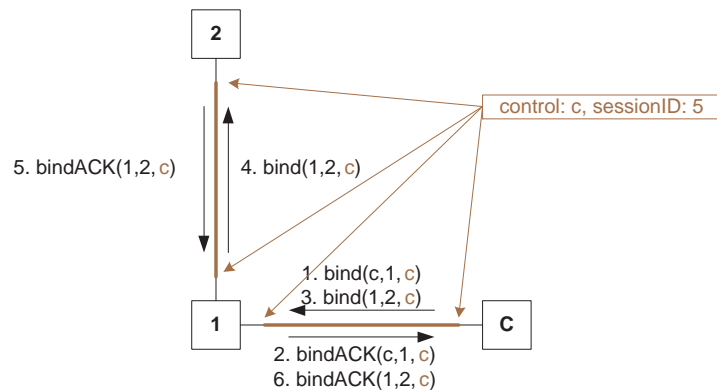 2
control: c, sessionID: 5
5. bindACK(1,2,c)
4. bind(1,2,c)
1. bind(c,1,c)
3. bind(1,2,c)
1
C
2. bindACK(c,1,c)
6. bindACK(1,2,c)